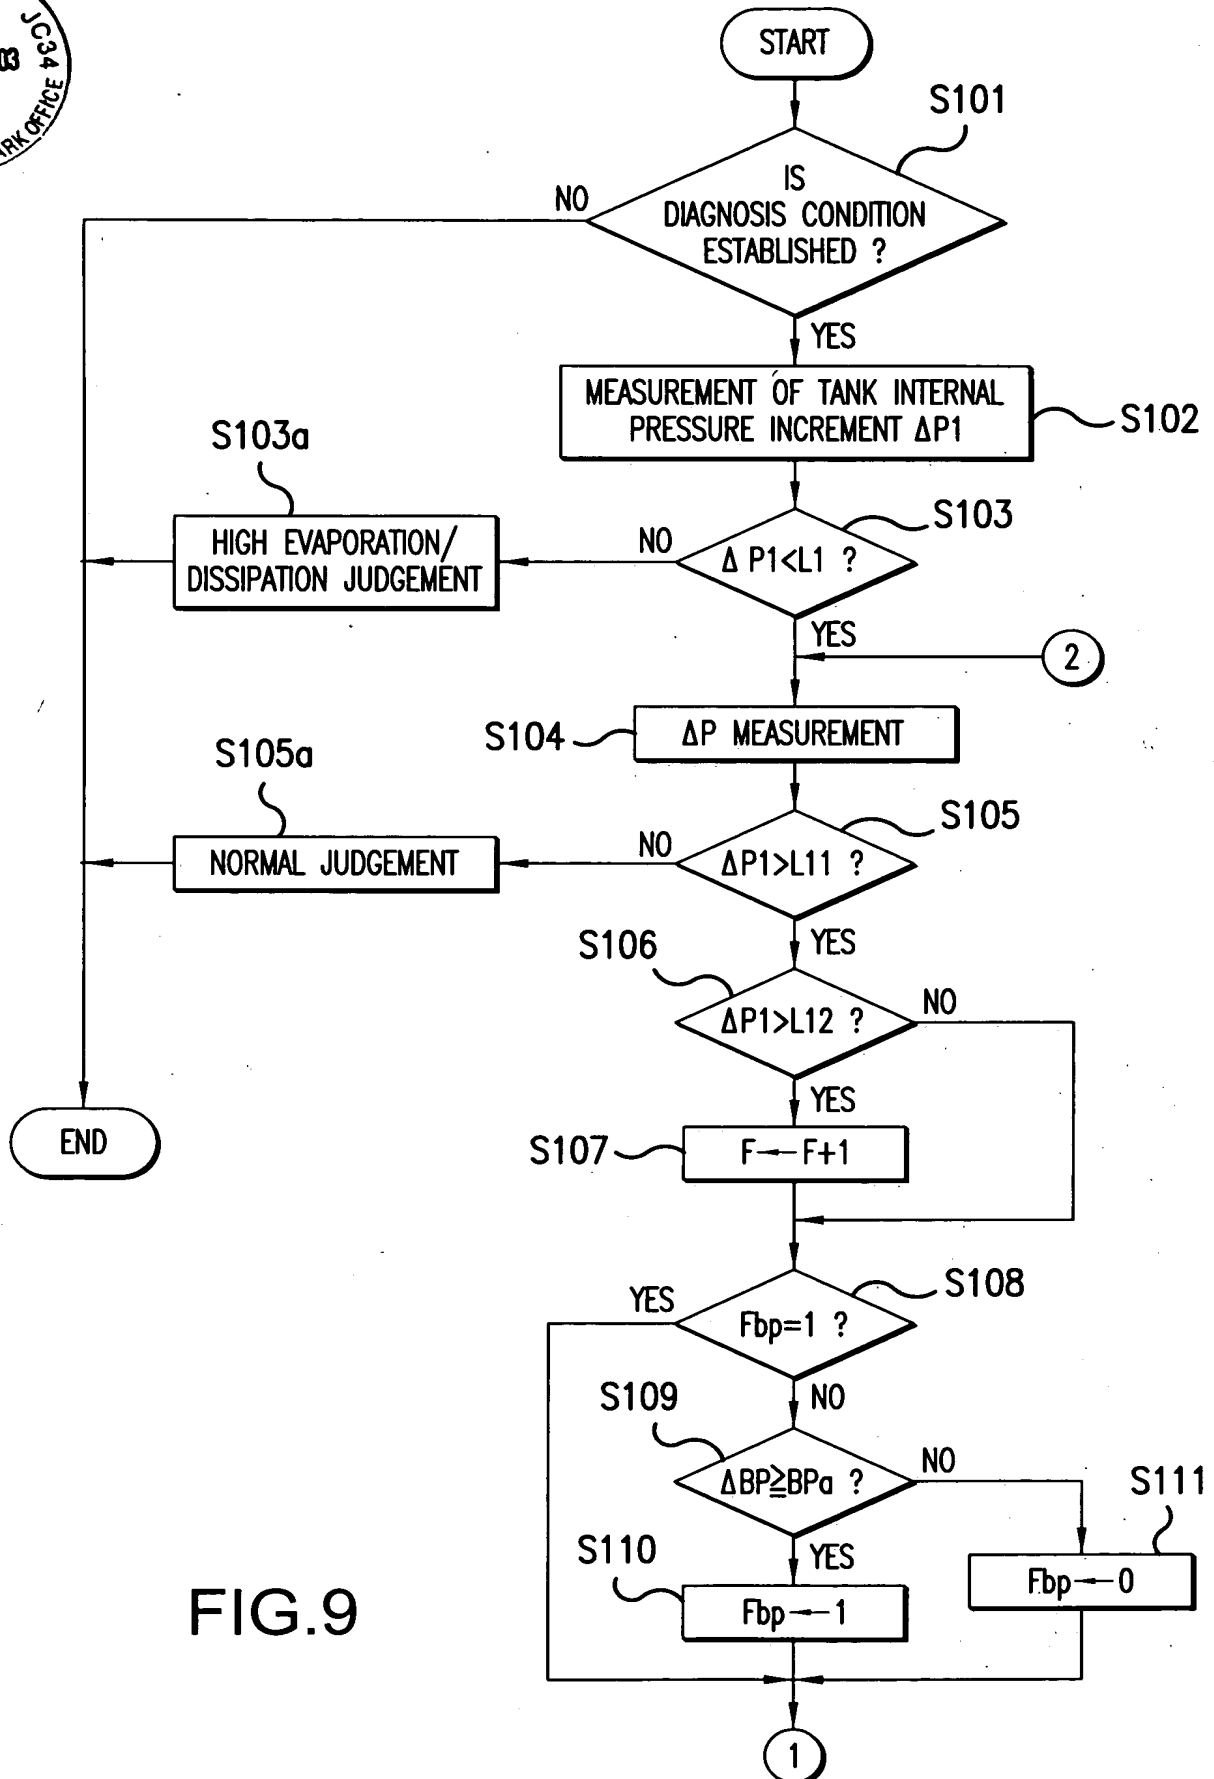 JC34
03
ARK OFFICE
START
S101
IS
DIAGNOSIS CONDITION
ESTABLISHED ?
NO
YES
MEASUREMENT OF TANK INTERNAL
PRESSURE INCREMENT ΔP1
S102
S103a
HIGH EVAPORATION/
DISSIPATION JUDGEMENT
NO
S103
Δ P1<L1 ?
YES
2
S104
ΔP MEASUREMENT
S105a
NORMAL JUDGEMENT
NO
S105
ΔP1>L11 ?
YES
S106
ΔP1>L12 ?
NO
YES
END
S107
F←F+1
S108
YES
Fbp=1 ?
NO
S109
ΔBP≧BPa ?
NO
S111
YES
S110
Fbp←1
Fbp←0
FIG.9
1